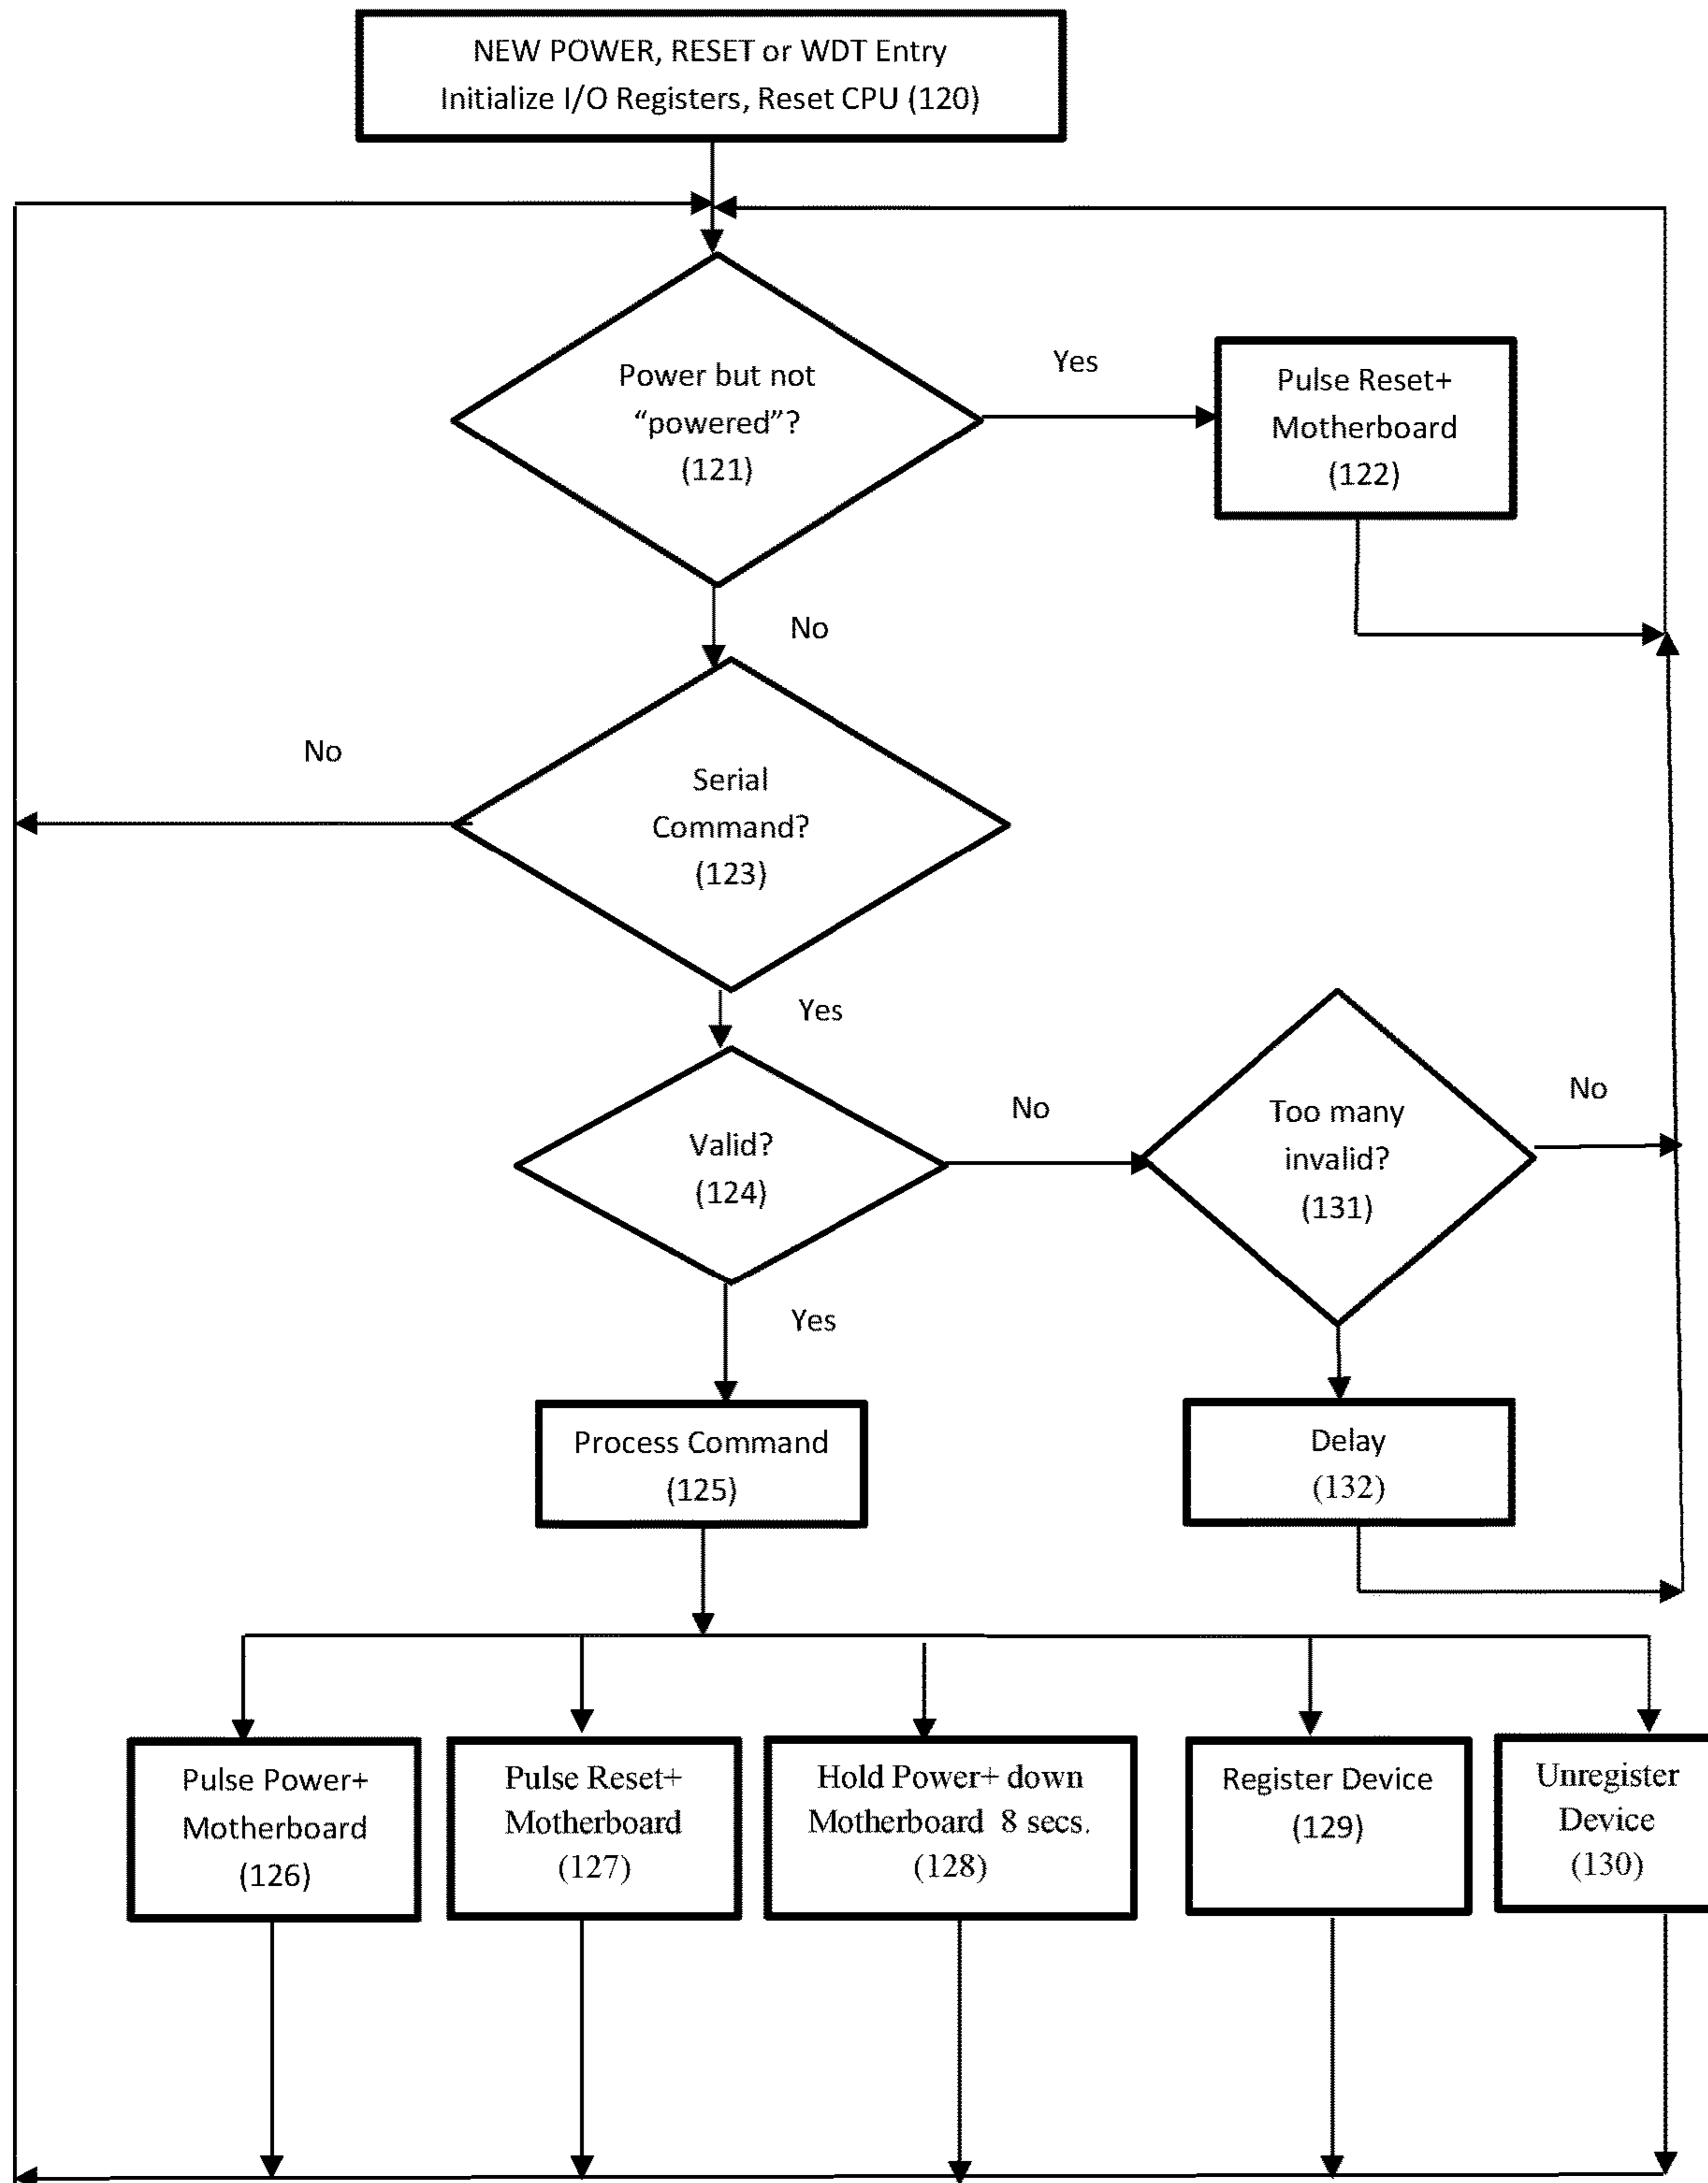 NEW POWER, RESET or WDT Entry
Initialize I/O Registers, Reset CPU (120)
Power but not
“powered”?
(121)
Yes
Pulse Reset+
Motherboard
(122)
No
No
Serial
Command?
(123)
Yes
Valid?
(124)
No
Too many
invalid?
(131)
No
Yes
Process Command
(125)
Delay
(132)
Pulse Power+
Motherboard
(126)
Pulse Reset+
Motherboard
(127)
Hold Power+ down
Motherboard 8 secs.
(128)
Register Device
(129)
Unregister
Device
(130)